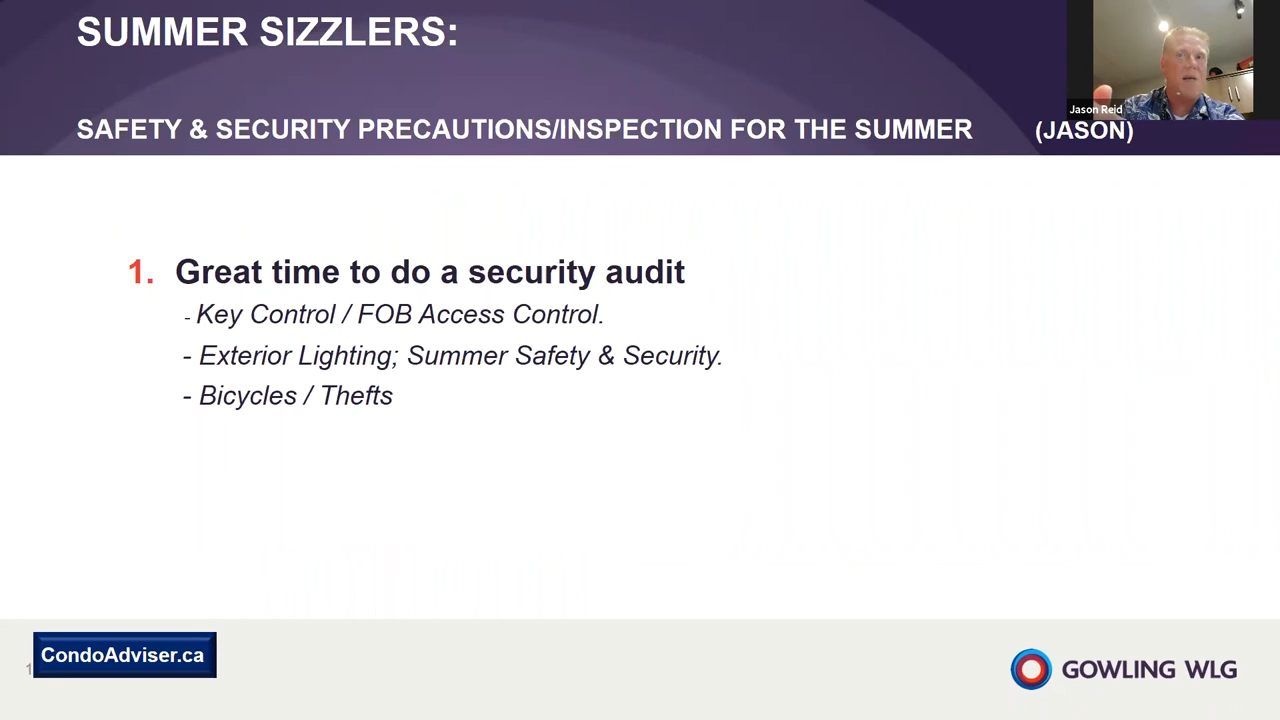 SUMMER SIZZLERS:
SAFETY & SECURITY PRECAUTIONS/INSPECTION FOR THE SUMMER (JASON)
Jason Reid
1. Great time to do a security audit
- Key Control / FOB Access Control.
- Exterior Lighting; Summer Safety & Security.
- Bicycles / Thefts
CondoAdviser.ca
GOWLING WLG